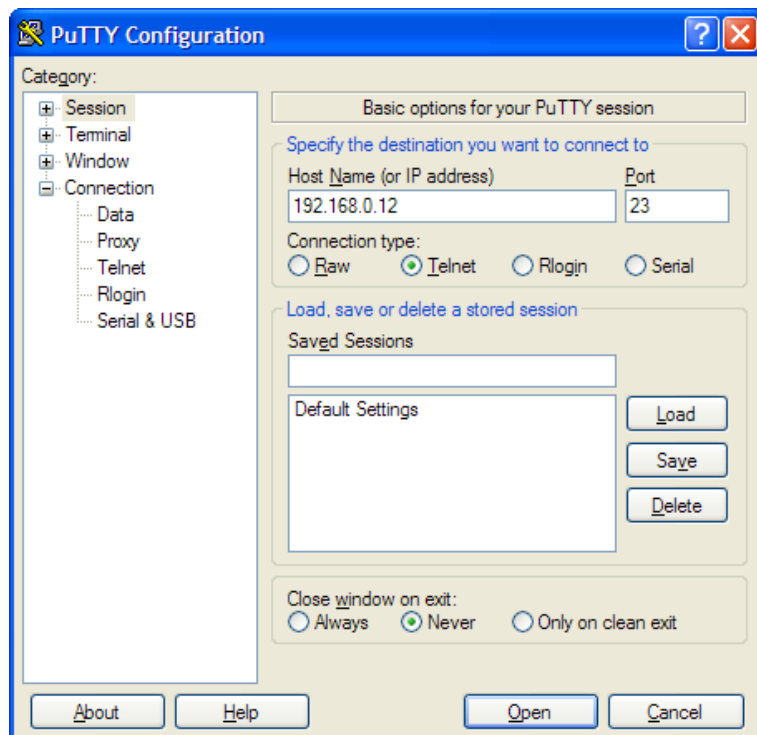 PuTTY Configuration
Category:
Session
Terminal
Window
Connection
Data
Proxy
Telnet
Rlogin
Serial & USB
Basic options for your PuTTY session
Specify the destination you want to connect to
Host Name (or IP address) Port
192.168.0.12 23
Connection type:
Raw Telnet Rlogin Serial
Load, save or delete a stored session
Saved Sessions
Default Settings
Load
Save
Delete
Close window on exit:
Always Never Only on clean exit
About Help Open Cancel